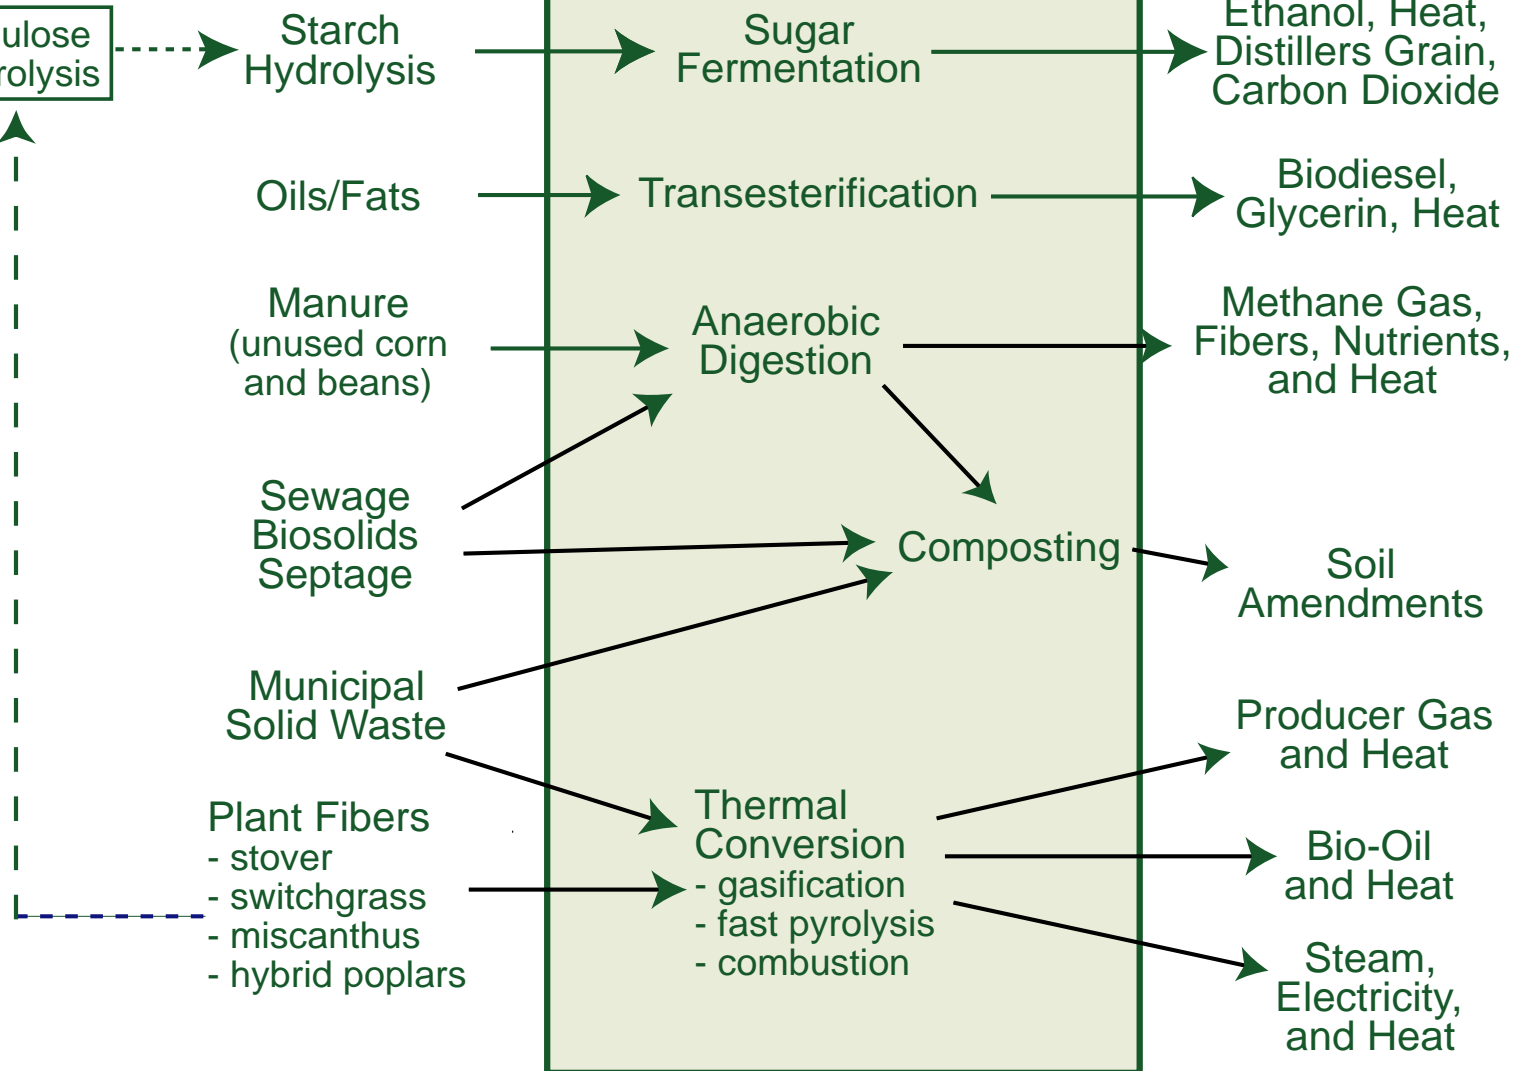 Starch
Hydrolysis
Sugar
Fermentation
Ethanol, Heat,
Distillers Grain,
Carbon Dioxide
Oils/Fats
Transesterification
Biodiesel,
Glycerin, Heat
Manure
(unused corn
and beans)
Anaerobic
Digestion
Methane Gas,
Fibers, Nutrients,
and Heat
Sewage
Biosolids
Septage
Composting
Soil
Amendments
Municipal
Solid Waste
Producer Gas
and Heat
Plant Fibers
- stover
- switchgrass
- miscanthus
- hybrid poplars
Thermal
Conversion
- gasification
- fast pyrolysis
- combustion
Bio-Oil
and Heat
Steam,
Electricity,
and Heat